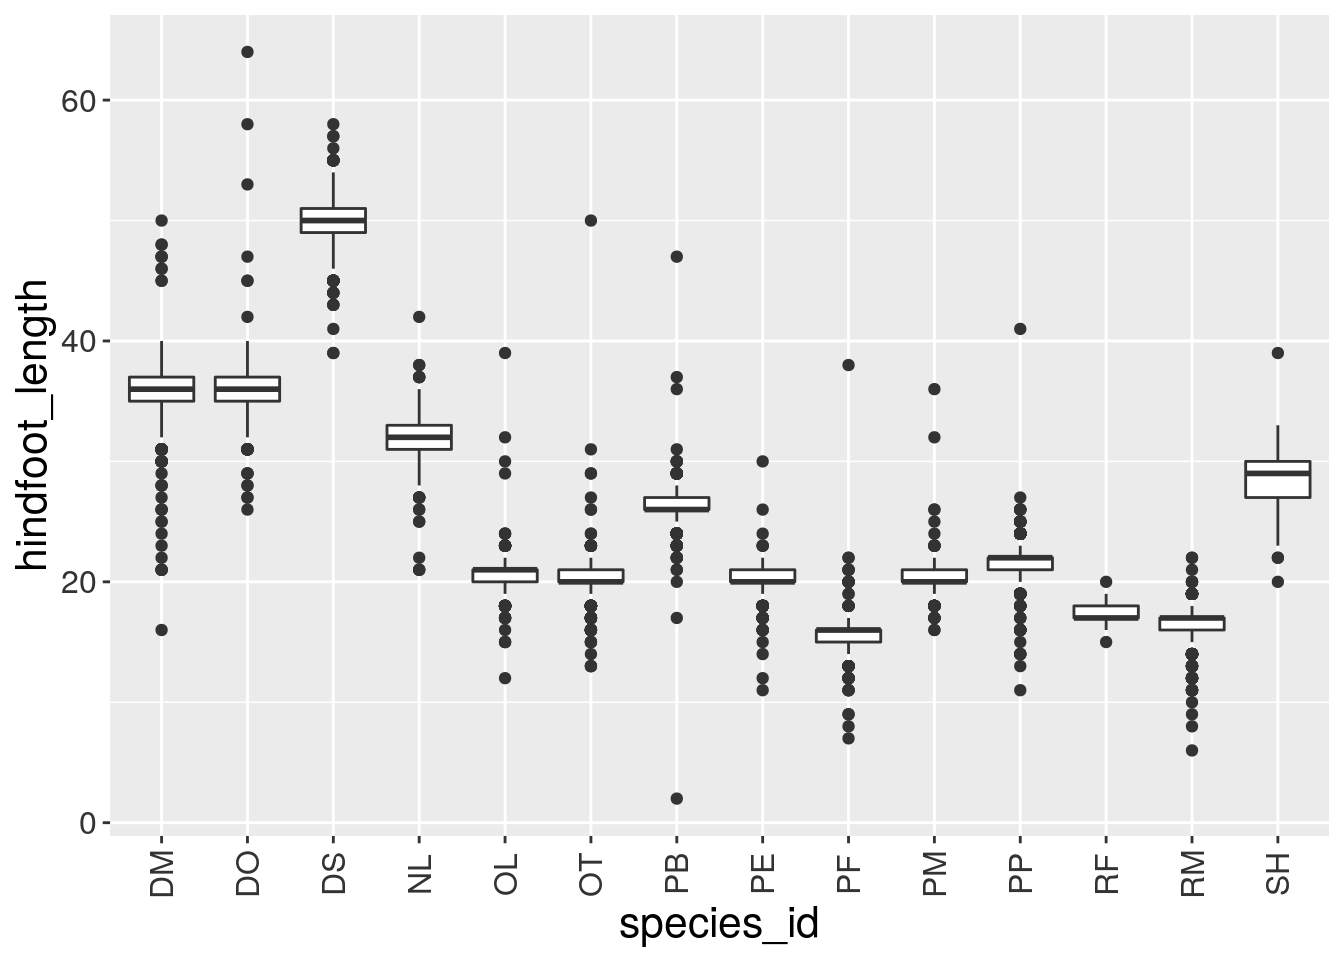 hindfoot_length
60
40
20
0
DM DO DS NL OL OT PB PE PF PM PP RF RM SH
species_id